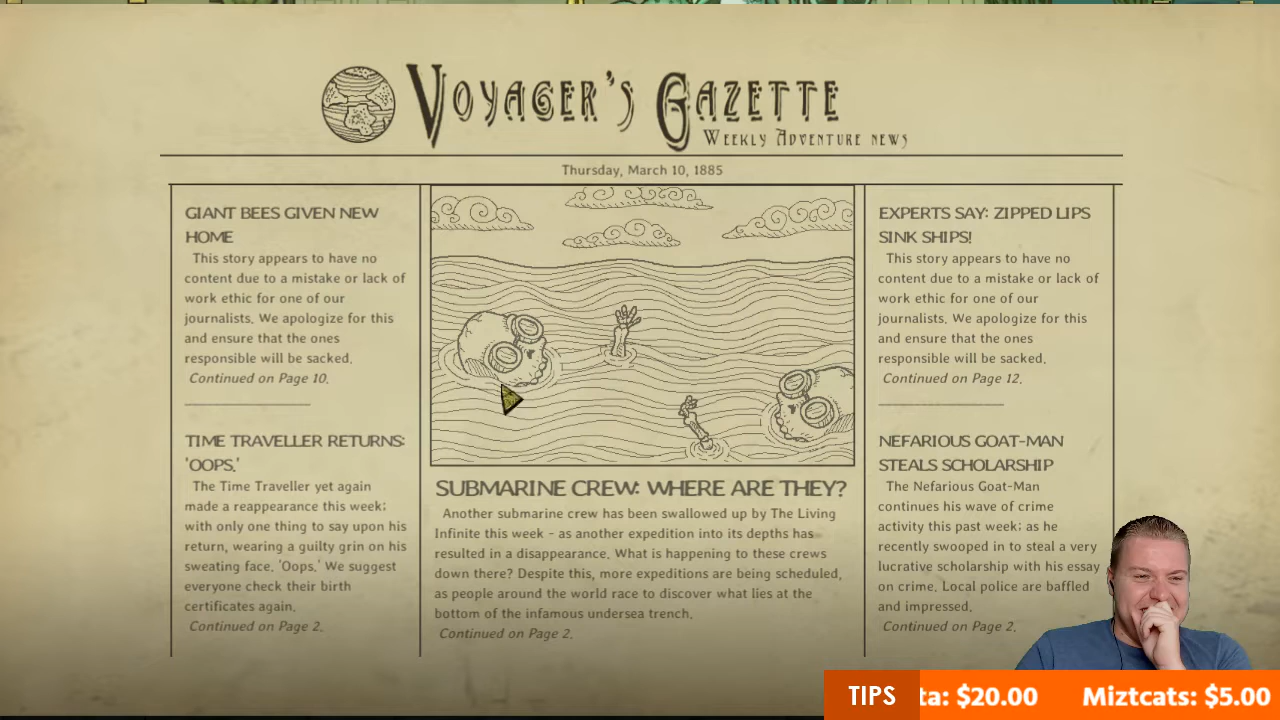 VOYAGER'S GAZETTE
WEEKLY ADVENTURE NEWS
Thursday, March 10, 1885
GIANT BEES GIVEN NEW
HOME
This story appears to have no
content due to a mistake or lack of
work ethic for one of our
journalists. We apologize for this
and ensure that the ones
responsible will be sacked.
Continued on Page 10.
TIME TRAVELLER RETURNS:
'OOPS.'
The Time Traveller yet again
made a reappearance this week;
with only one thing to say upon his
return, wearing a guilty grin on his
sweating face. 'Oops.' We suggest
everyone check their birth
certificates again.
Continued on Page 2.
SUBMARINE CREW: WHERE ARE THEY?
Another submarine crew has been swallowed up by The Living
Infinite this week - as another expedition into its depths has
resulted in a disappearance. What is happening to these crews
down there? Despite this, more expeditions are being scheduled,
as people around the world race to discover what lies at the
bottom of the infamous undersea trench.
Continued on Page 2.
EXPERTS SAY: ZIPPED LIPS
SINK SHIPS!
This story appears to have no
content due to a mistake or lack of
work ethic for one of our
journalists. We apologize for this
and ensure that the ones
responsible will be sacked.
Continued on Page 12.
NEFARIOUS GOAT-MAN
STEALS SCHOLARSHIP
The Nefarious Goat-Man
continues his wave of crime
activity this past week; as he
recently swooped in to steal a very
lucrative scholarship with his essay
on crime. Local police are baffled
and impressed.
Continued on Page 2.
TIPS ta: $20.00 Miztcats: $5.00